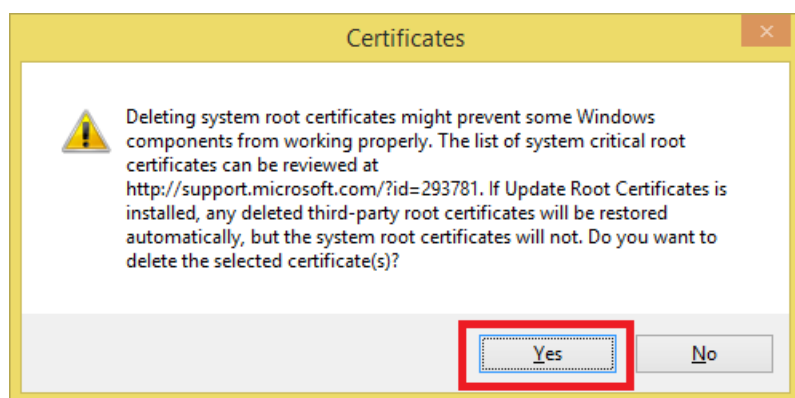 Certificates
Deleting system root certificates might prevent some Windows
components from working properly. The list of system critical root
certificates can be reviewed at
http://support.microsoft.com/?id=293781. If Update Root Certificates is
installed, any deleted third-party root certificates will be restored
automatically, but the system root certificates will not. Do you want to
delete the selected certificate(s)?
Yes
No